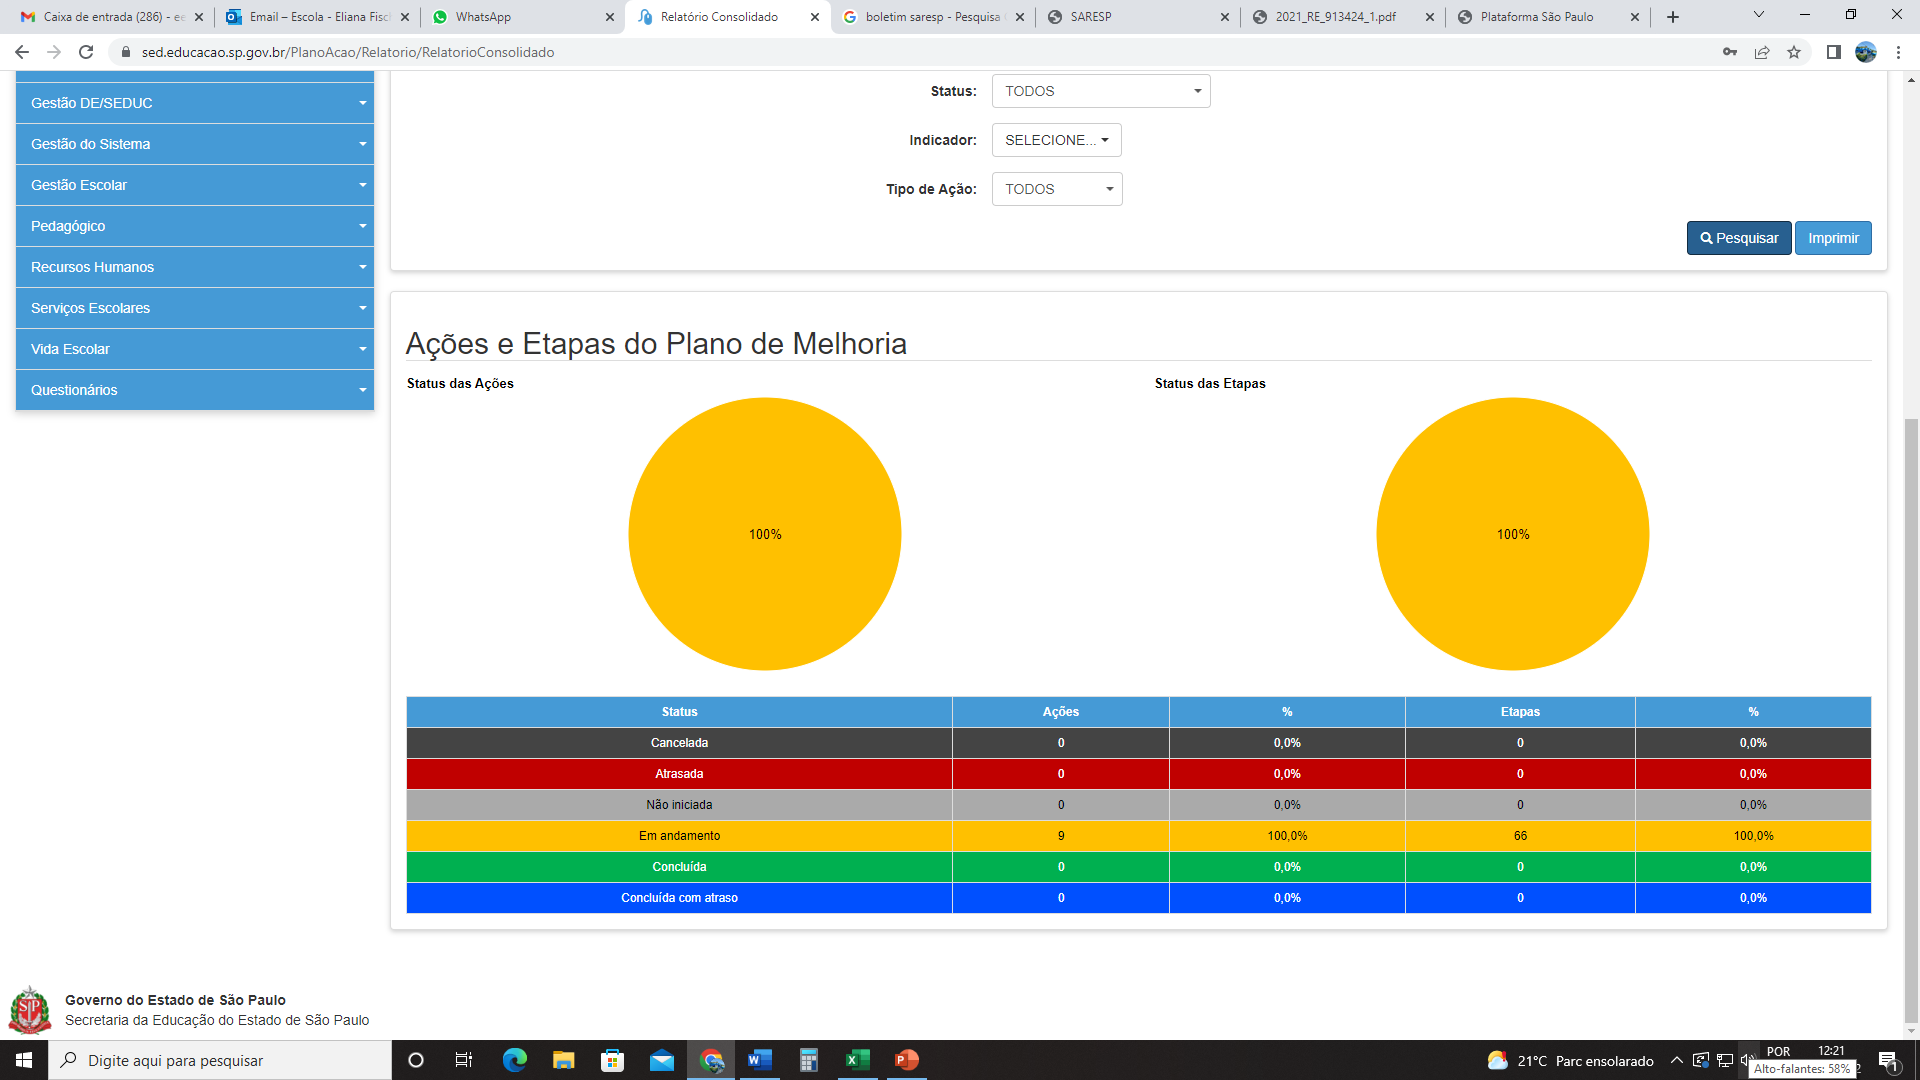 Caixa de entrada (286) - ee
Email – Escola - Eliana Fisc
WhatsApp
Relatório Consolidado
boletim saresp - Pesquisa
SARESP
2021_RE_913424_1.pdf
Plataforma São Paulo
sed.educacao.sp.gov.br/PlanoAcao/Relatorio/RelatorioConsolidado
Gestão DE/SEDUC
Gestão do Sistema
Gestão Escolar
Pedagógico
Recursos Humanos
Serviços Escolares
Vida Escolar
Questionários
Status: TODOS
Indicador: SELECIONE...
Tipo de Ação: TODOS
Pesquisar Imprimir
Ações e Etapas do Plano de Melhoria
Status das Ações
Status das Etapas
100%
100%
Status Ações % Etapas %
Cancelada 0 0,0% 0 0,0%
Atrasada 0 0,0% 0 0,0%
Não iniciada 0 0,0% 0 0,0%
Em andamento 9 100,0% 66 100,0%
Concluída 0 0,0% 0 0,0%
Concluída com atraso 0 0,0% 0 0,0%
Governo do Estado de São Paulo
Secretaria da Educação do Estado de São Paulo
Digite aqui para pesquisar
21°C Parc ensolarado
POR
12:21
Alto-falantes: 58%
1